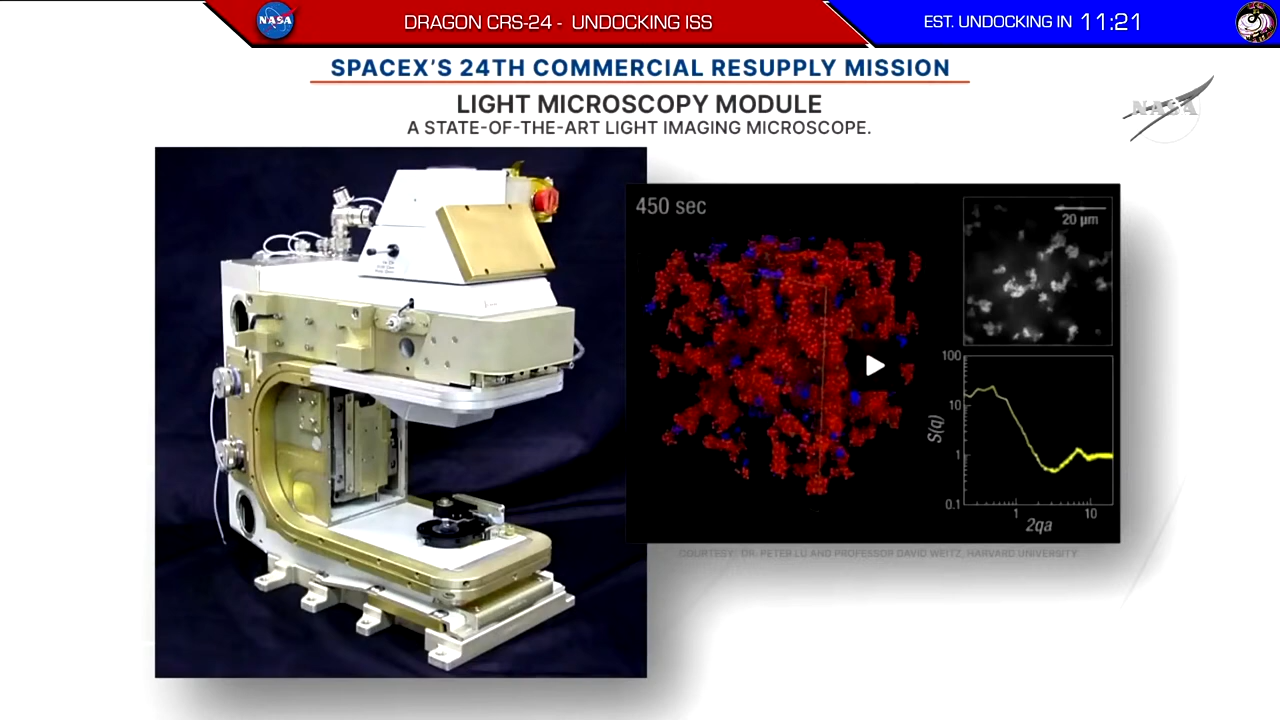 NASA
DRAGON CRS-24 - UNDOCKING ISS
EST. UNDOCKING IN 11:21
SPACEX'S 24TH COMMERCIAL RESUPPLY MISSION
LIGHT MICROSCOPY MODULE
A STATE-OF-THE-ART LIGHT IMAGING MICROSCOPE.
NASA
450 sec
20 μm
100
10
1
0.1
S(q)
1
10
2qa
COURTESY: DR. PETER LU AND PROFESSOR DAVID WEITZ, HARVARD UNIVERSITY